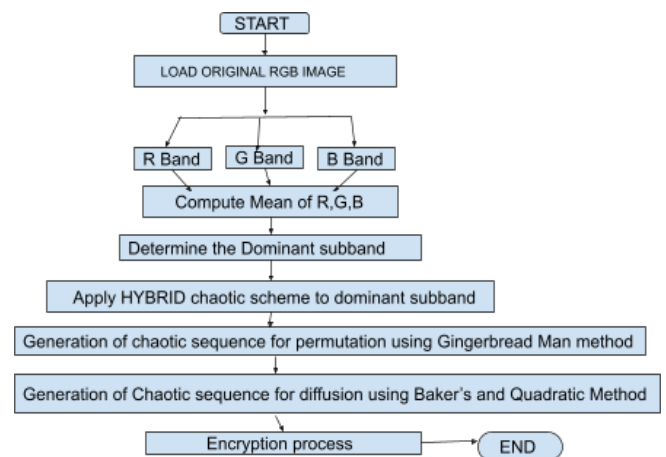 START
LOAD ORIGINAL RGB IMAGE
R Band
G Band
B Band
Compute Mean of R,G,B
Determine the Dominant subband
Apply HYBRID chaotic scheme to dominant subband
Generation of chaotic sequence for permutation using Gingerbread Man method
Generation of Chaotic sequence for diffusion using Baker's and Quadratic Method
Encryption process
END